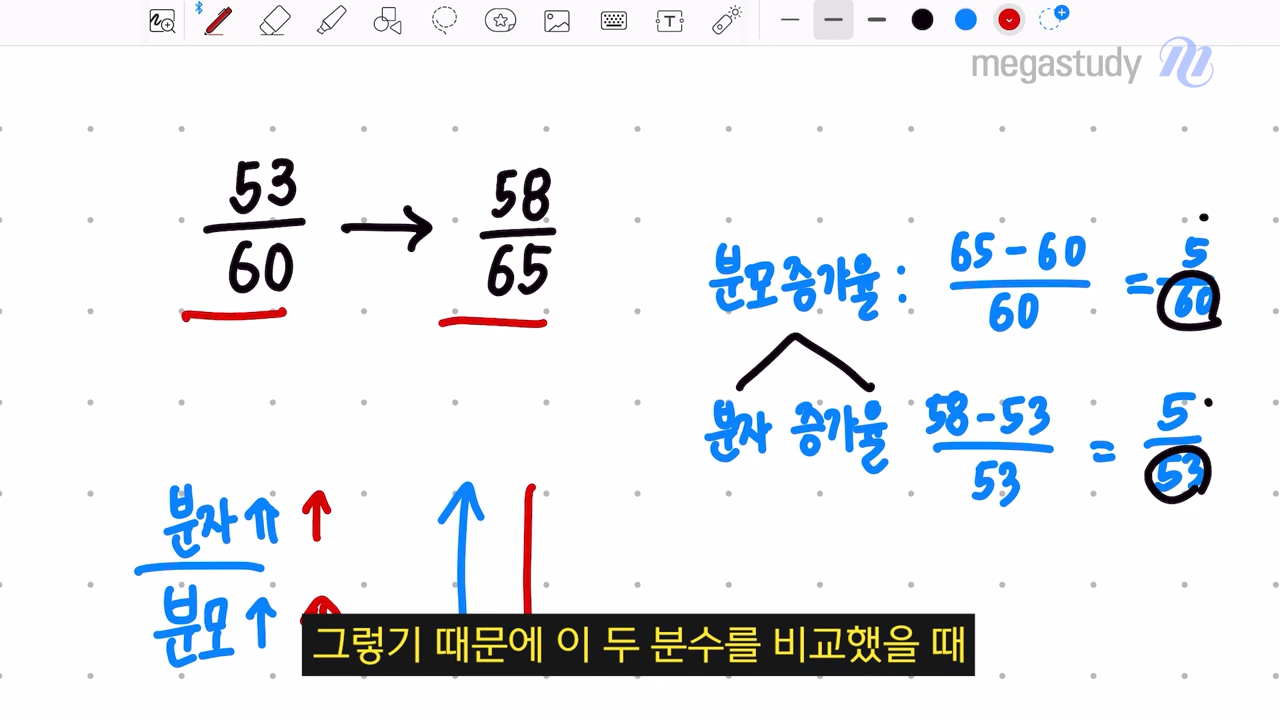 megastudy
53
60
→
58
65
분모증가율 :
65 - 60
60
=
5
60
분자 증가율
58 - 53
53
=
5
53
분자 ↑↑ ↑
분모 ↑
그렇기 때문에 이 두 분수를 비교했을 때